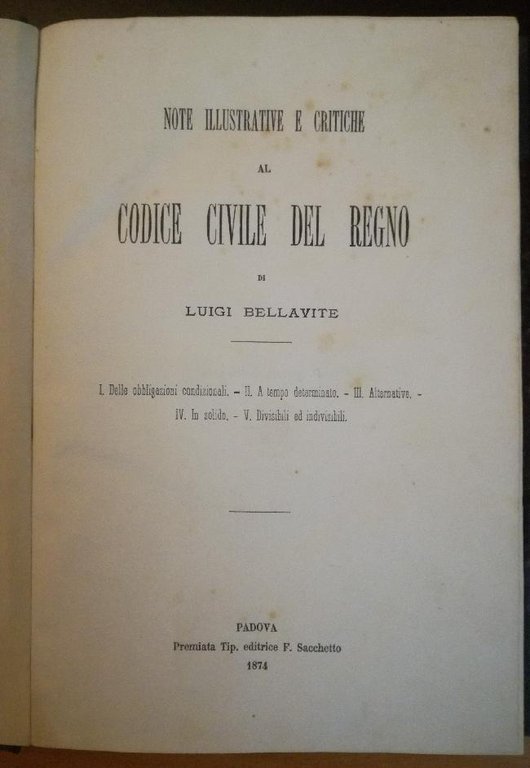 NOTE ILLUSTRATIVE E CRITICHE
AL
CODICE CIVILE DEL REGNO
DI
LUIGI BELLAVITE
I. Delle obbligazioni condizionali. – II. A tempo determinato. – III. Alternative. –
IV. In solido. – V. Divisibili ed indivisibili.
PADOVA
Premiata Tip. editrice F. Sacchetto
1874